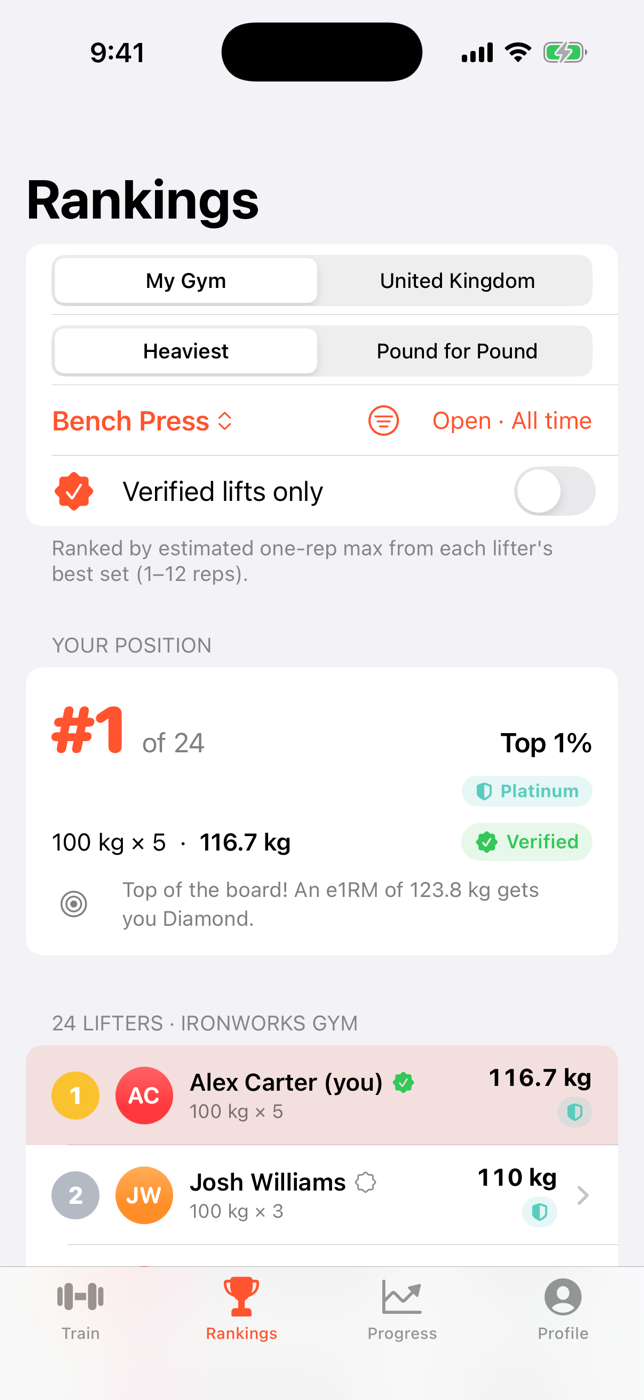 9:41
Rankings
My Gym
United Kingdom
Heaviest
Pound for Pound
Bench Press
Open · All time
Verified lifts only
Ranked by estimated one-rep max from each lifter's
best set (1–12 reps).
YOUR POSITION
#1 of 24
Top 1%
Platinum
100 kg × 5 · 116.7 kg
Verified
Top of the board! An e1RM of 123.8 kg gets
you Diamond.
24 LIFTERS · IRONWORKS GYM
1
AC
Alex Carter (you)
116.7 kg
100 kg × 5
2
JW
Josh Williams
110 kg
100 kg × 3
Train
Rankings
Progress
Profile